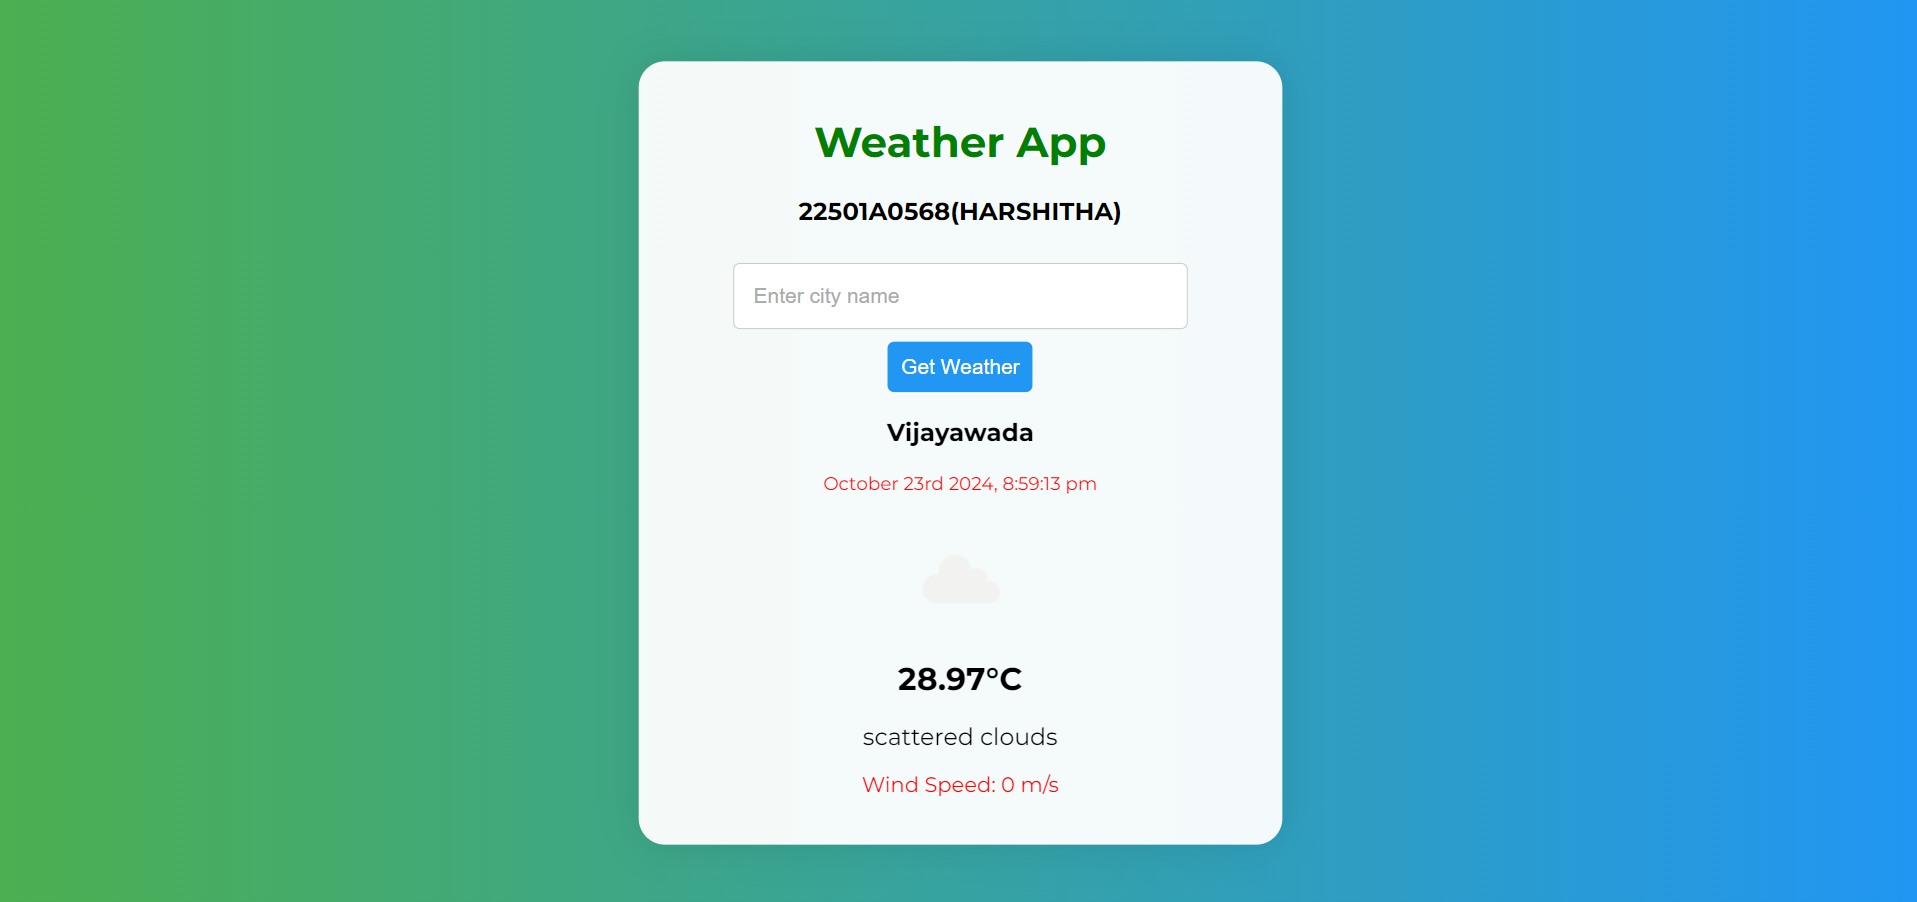 Weather App
22501A0568(HARSHITHA)
Enter city name
Get Weather
Vijayawada
October 23rd 2024, 8:59:13 pm
28.97°C
scattered clouds
Wind Speed: 0 m/s